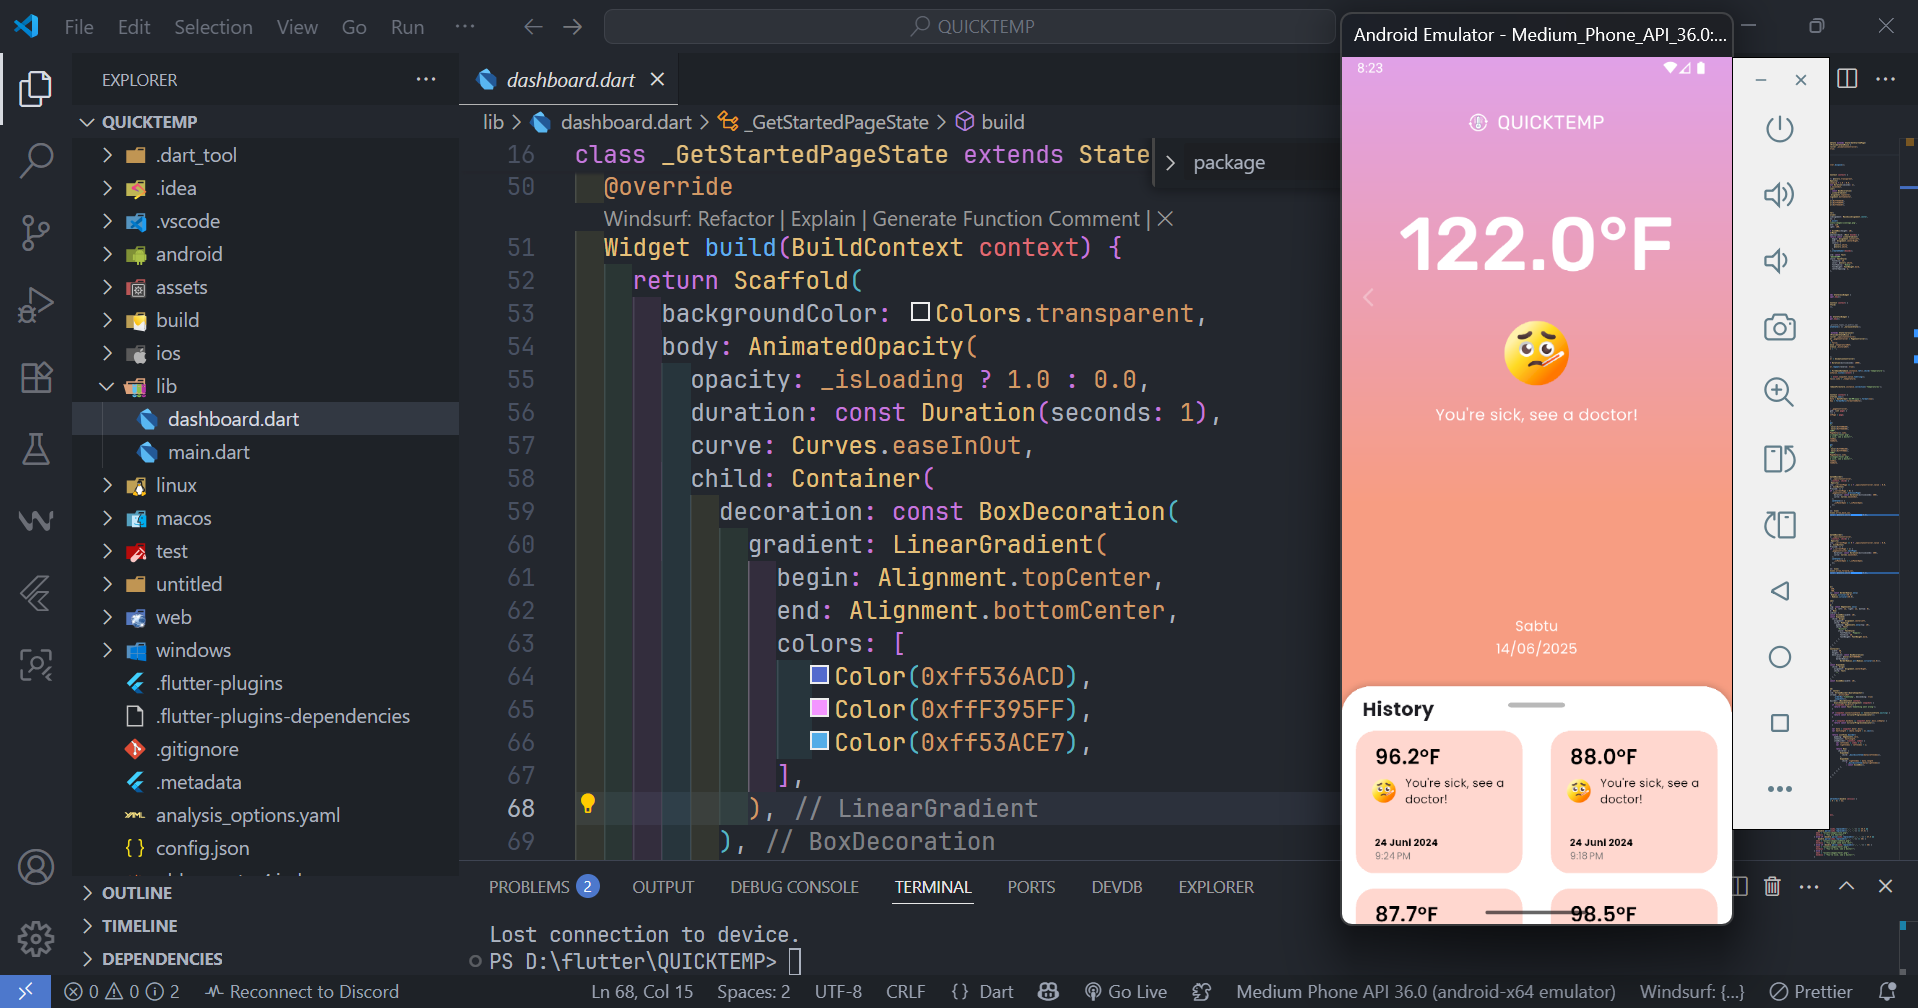 File Edit Selection View Go Run ···
QUICKTEMP
EXPLORER
QUICKTEMP
.dart_tool
.idea
.vscode
android
assets
build
ios
lib
dashboard.dart
main.dart
linux
macos
test
untitled
web
windows
.flutter-plugins
.flutter-plugins-dependencies
.gitignore
.metadata
analysis_options.yaml
config.json
OUTLINE
TIMELINE
DEPENDENCIES
dashboard.dart
lib > dashboard.dart > _GetStartedPageState > build
package
16 class _GetStartedPageState extends State
50 @override
Windsurf: Refactor | Explain | Generate Function Comment | X
51 Widget build(BuildContext context) {
52 return Scaffold(
53 backgroundColor: Colors.transparent,
54 body: AnimatedOpacity(
55 opacity: _isLoading ? 1.0 : 0.0,
56 duration: const Duration(seconds: 1),
57 curve: Curves.easeInOut,
58 child: Container(
59 decoration: const BoxDecoration(
60 gradient: LinearGradient(
61 begin: Alignment.topCenter,
62 end: Alignment.bottomCenter,
63 colors: [
64 Color(0xff536ACD),
65 Color(0xffF395FF),
66 Color(0xff53ACE7),
67 ],
68 ), // LinearGradient
69 ), // BoxDecoration
PROBLEMS 2 OUTPUT DEBUG CONSOLE TERMINAL PORTS DEVDB EXPLORER
Lost connection to device.
PS D:\flutter\QUICKTEMP>
Android Emulator - Medium_Phone_API_36.0:...
8:23
QUICKTEMP
122.0°F
You're sick, see a doctor!
Sabtu
14/06/2025
History
96.2°F
You're sick, see a
doctor!
24 Juni 2024
9:24 PM
88.0°F
You're sick, see a
doctor!
24 Juni 2024
9:18 PM
87.7°F
98.5°F
0 0 2 Reconnect to Discord Ln 68, Col 15 Spaces: 2 UTF-8 CRLF {} Dart Go Live Medium Phone API 36.0 (android-x64 emulator) Windsurf: {...} Prettier